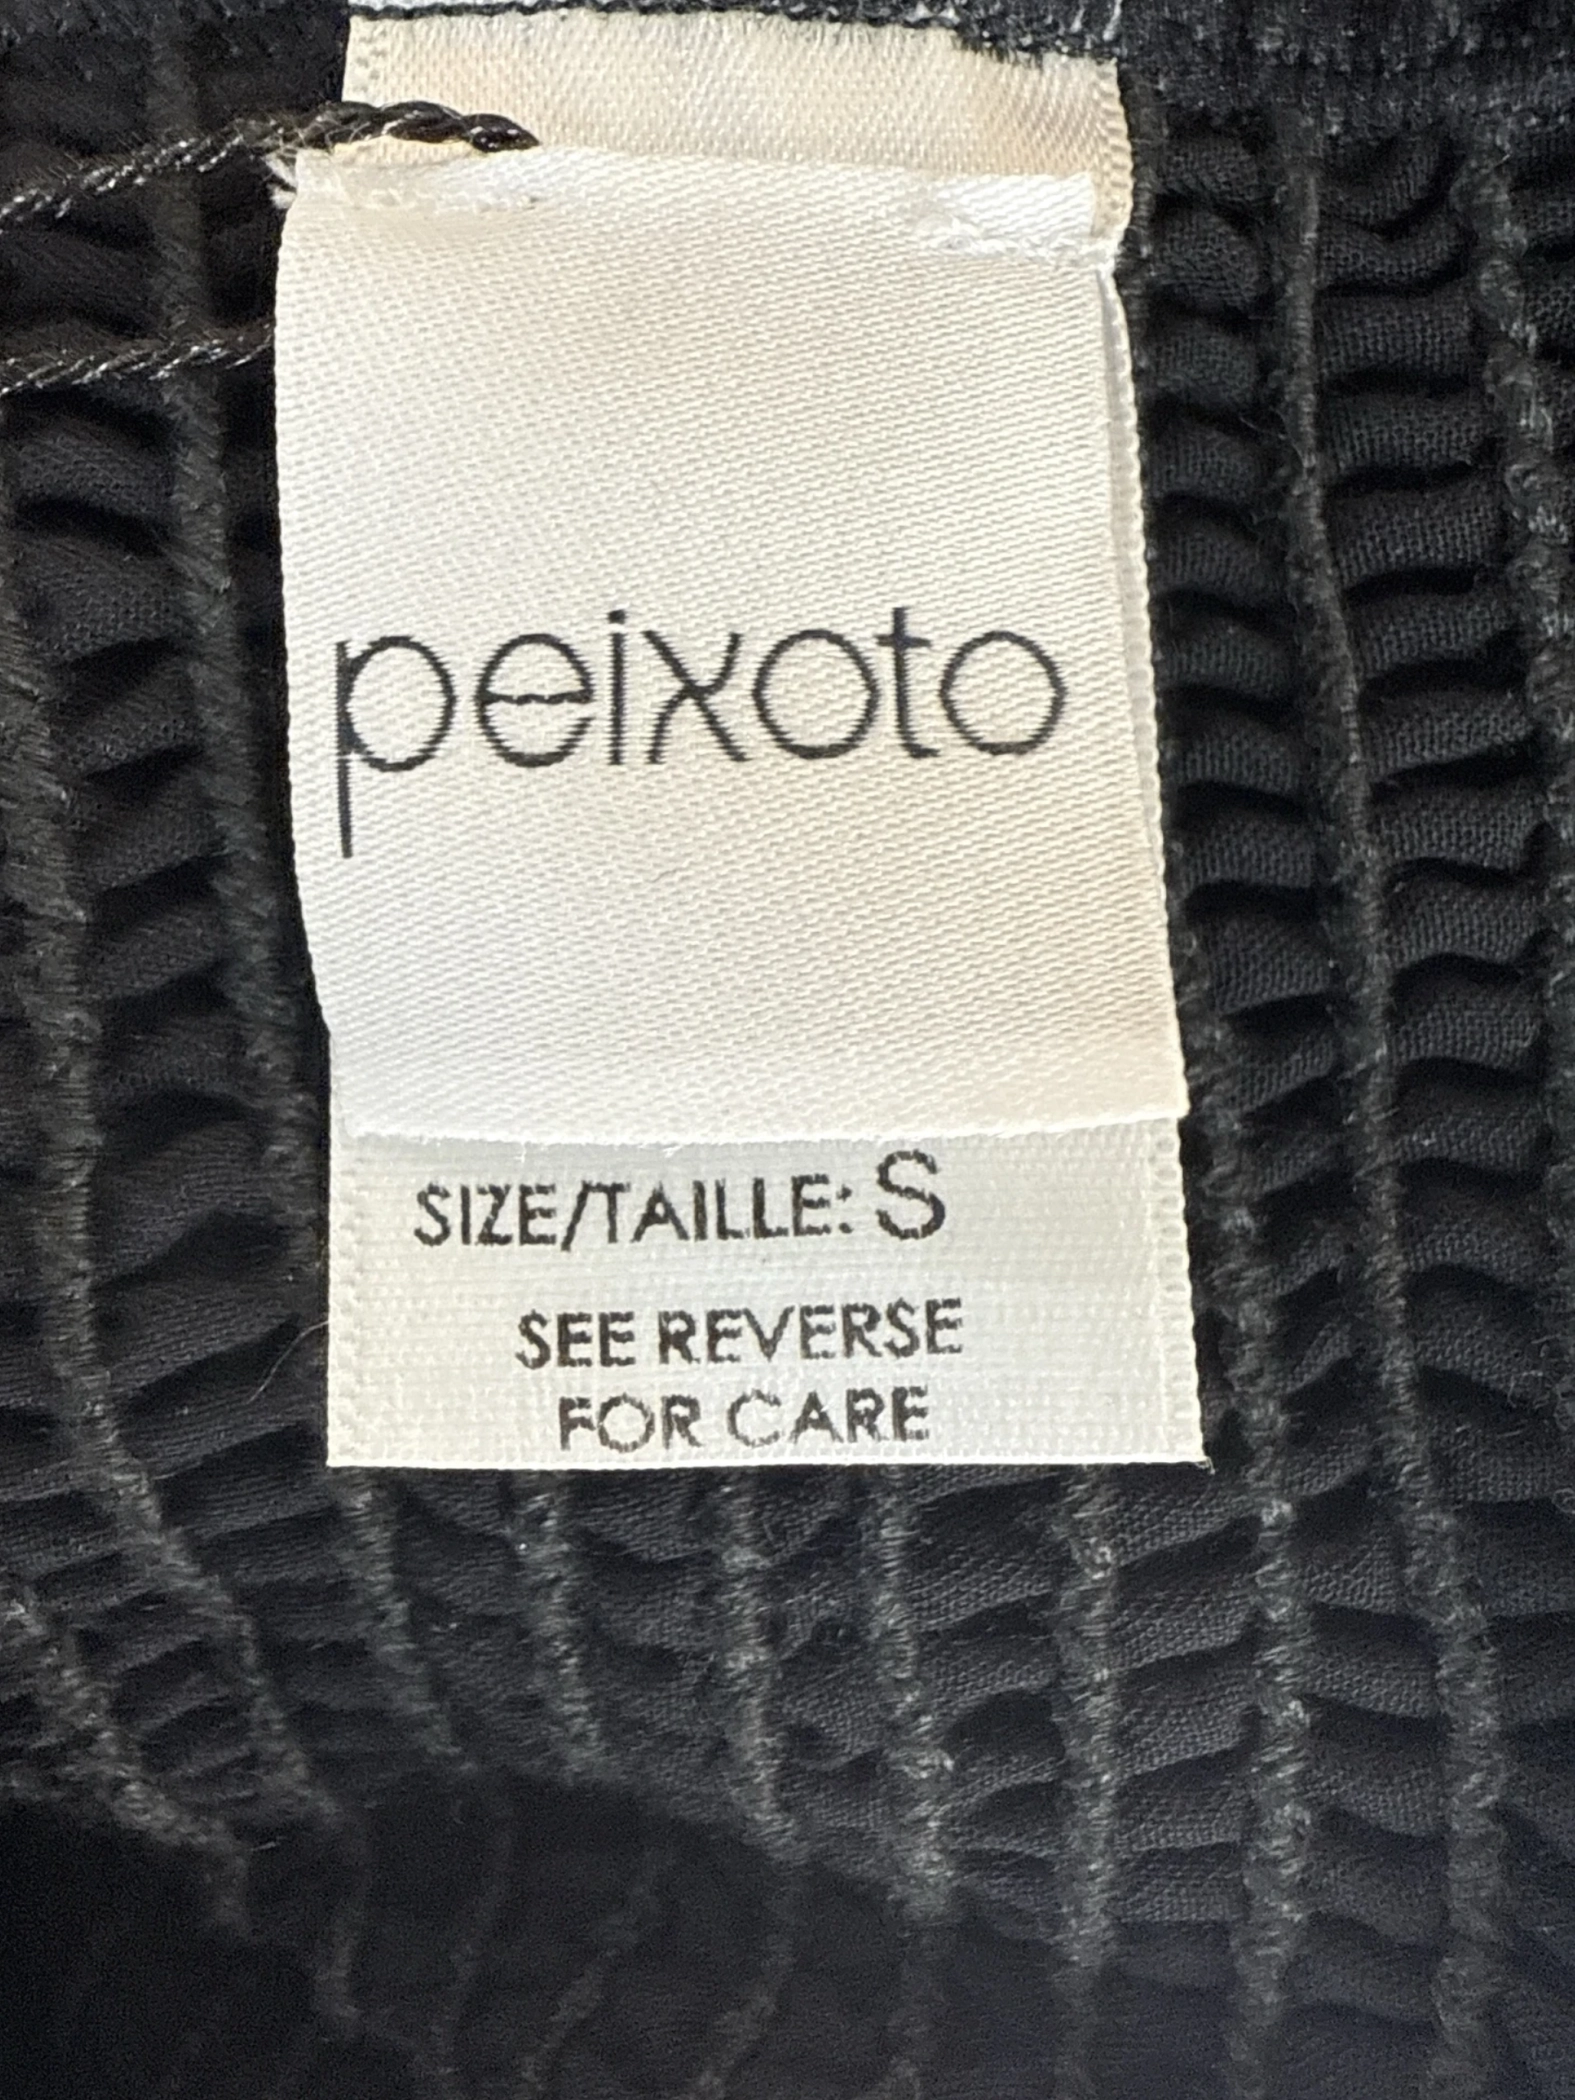 peixoto
SIZE/TAILLE: S
SEE REVERSE
FOR CARE